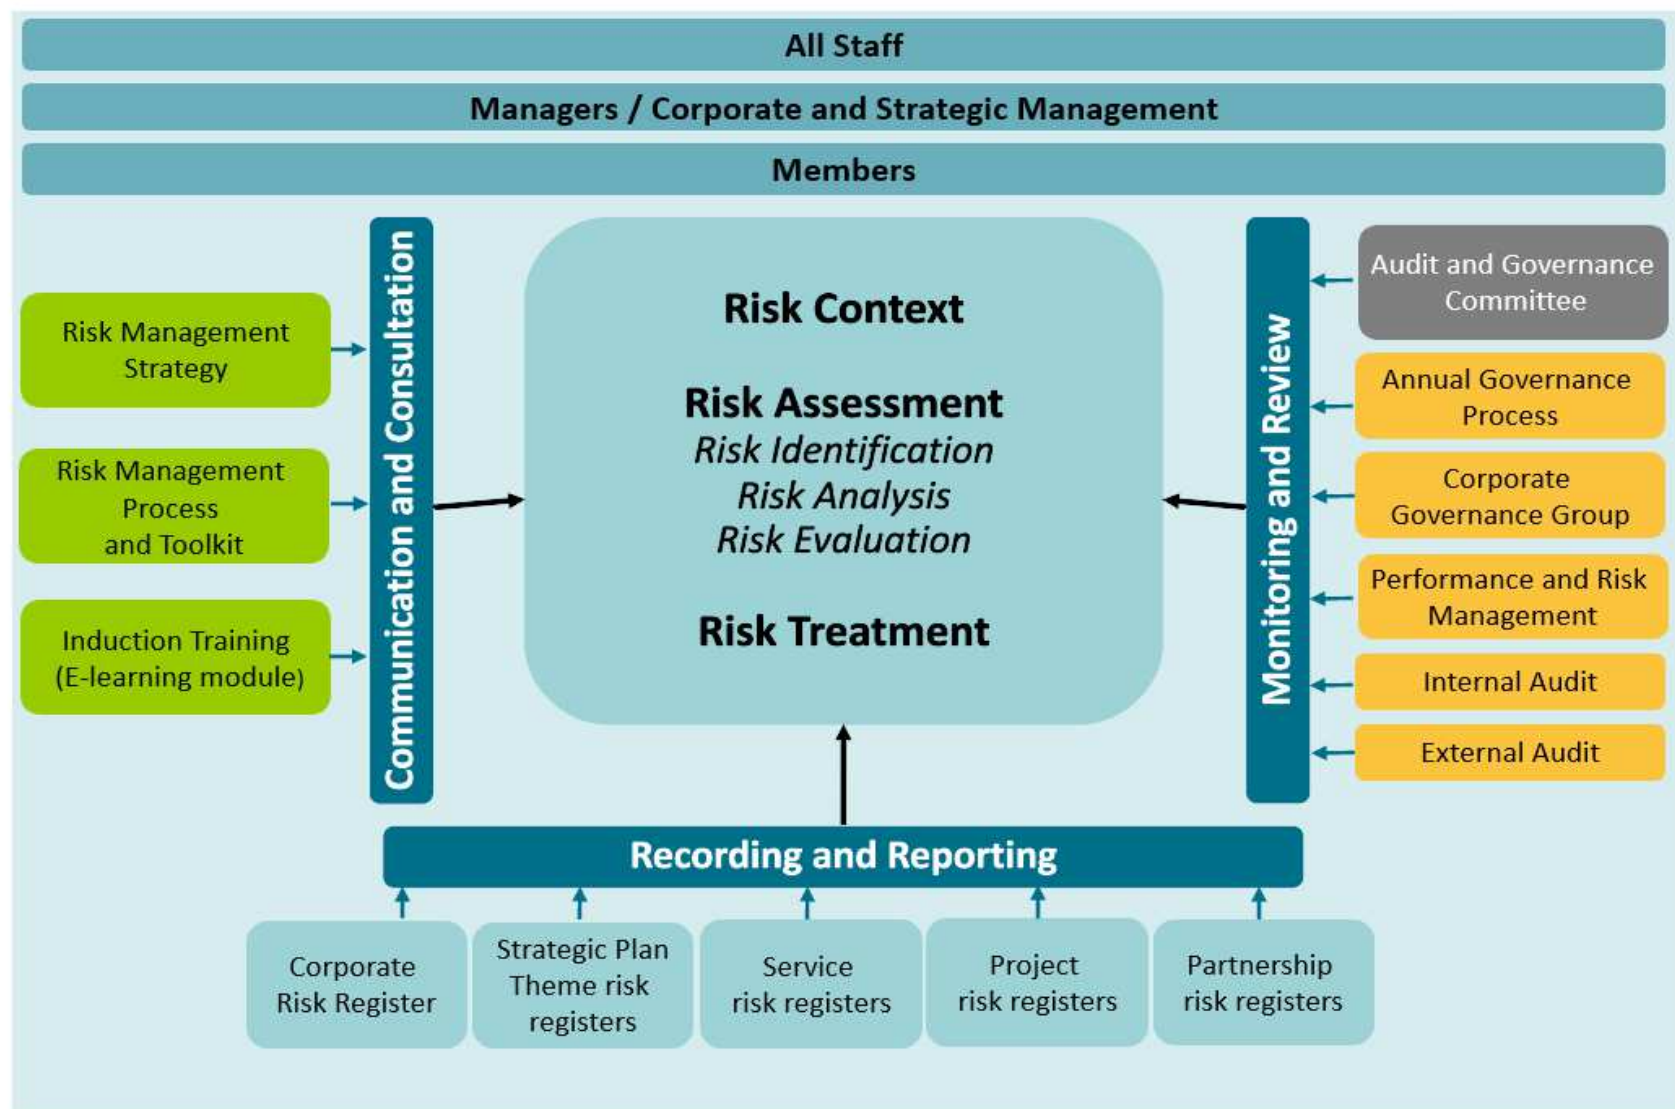 All Staff
Managers / Corporate and Strategic Management
Members
Communication and Consultation
Risk Management
Strategy
Risk Management
Process
and Toolkit
Induction Training
(E-learning module)
Risk Context
Risk Assessment
Risk Identification
Risk Analysis
Risk Evaluation
Risk Treatment
Monitoring and Review
Audit and Governance
Committee
Annual Governance
Process
Corporate
Governance Group
Performance and Risk
Management
Internal Audit
External Audit
Recording and Reporting
Corporate
Risk Register
Strategic Plan
Theme risk
registers
Service
risk registers
Project
risk registers
Partnership
risk registers